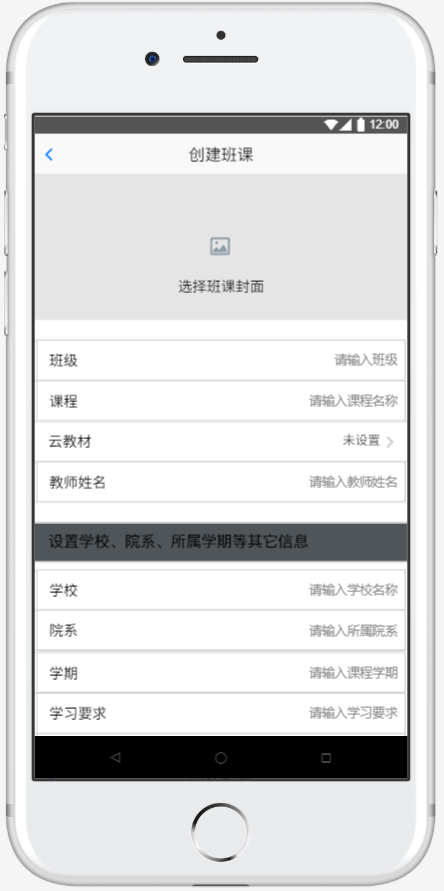 12:00
创建班课
选择班课封面
班级 请输入班级
课程 请输入课程名称
云教材 未设置
教师姓名 请输入教师姓名
设置学校、院系、所属学期等其它信息
学校 请输入学校名称
院系 请输入所属院系
学期 请输入课程学期
学习要求 请输入学习要求